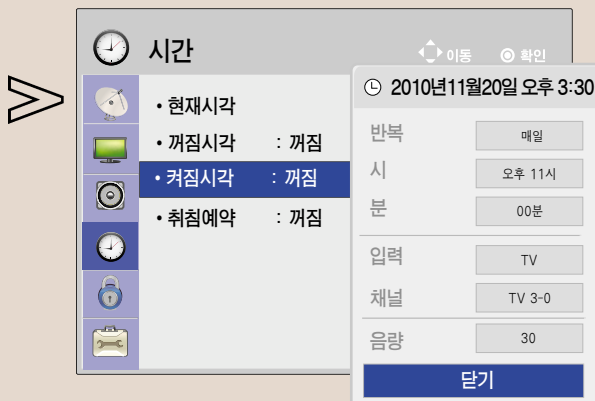 시간
이동 확인
• 현재시각
• 꺼짐시각 : 꺼짐
• 켜짐시각 : 꺼짐
• 취침예약 : 꺼짐
2010년11월20일 오후 3:30
반복 매일
시 오후 11시
분 00분
입력 TV
채널 TV 3-0
음량 30
닫기